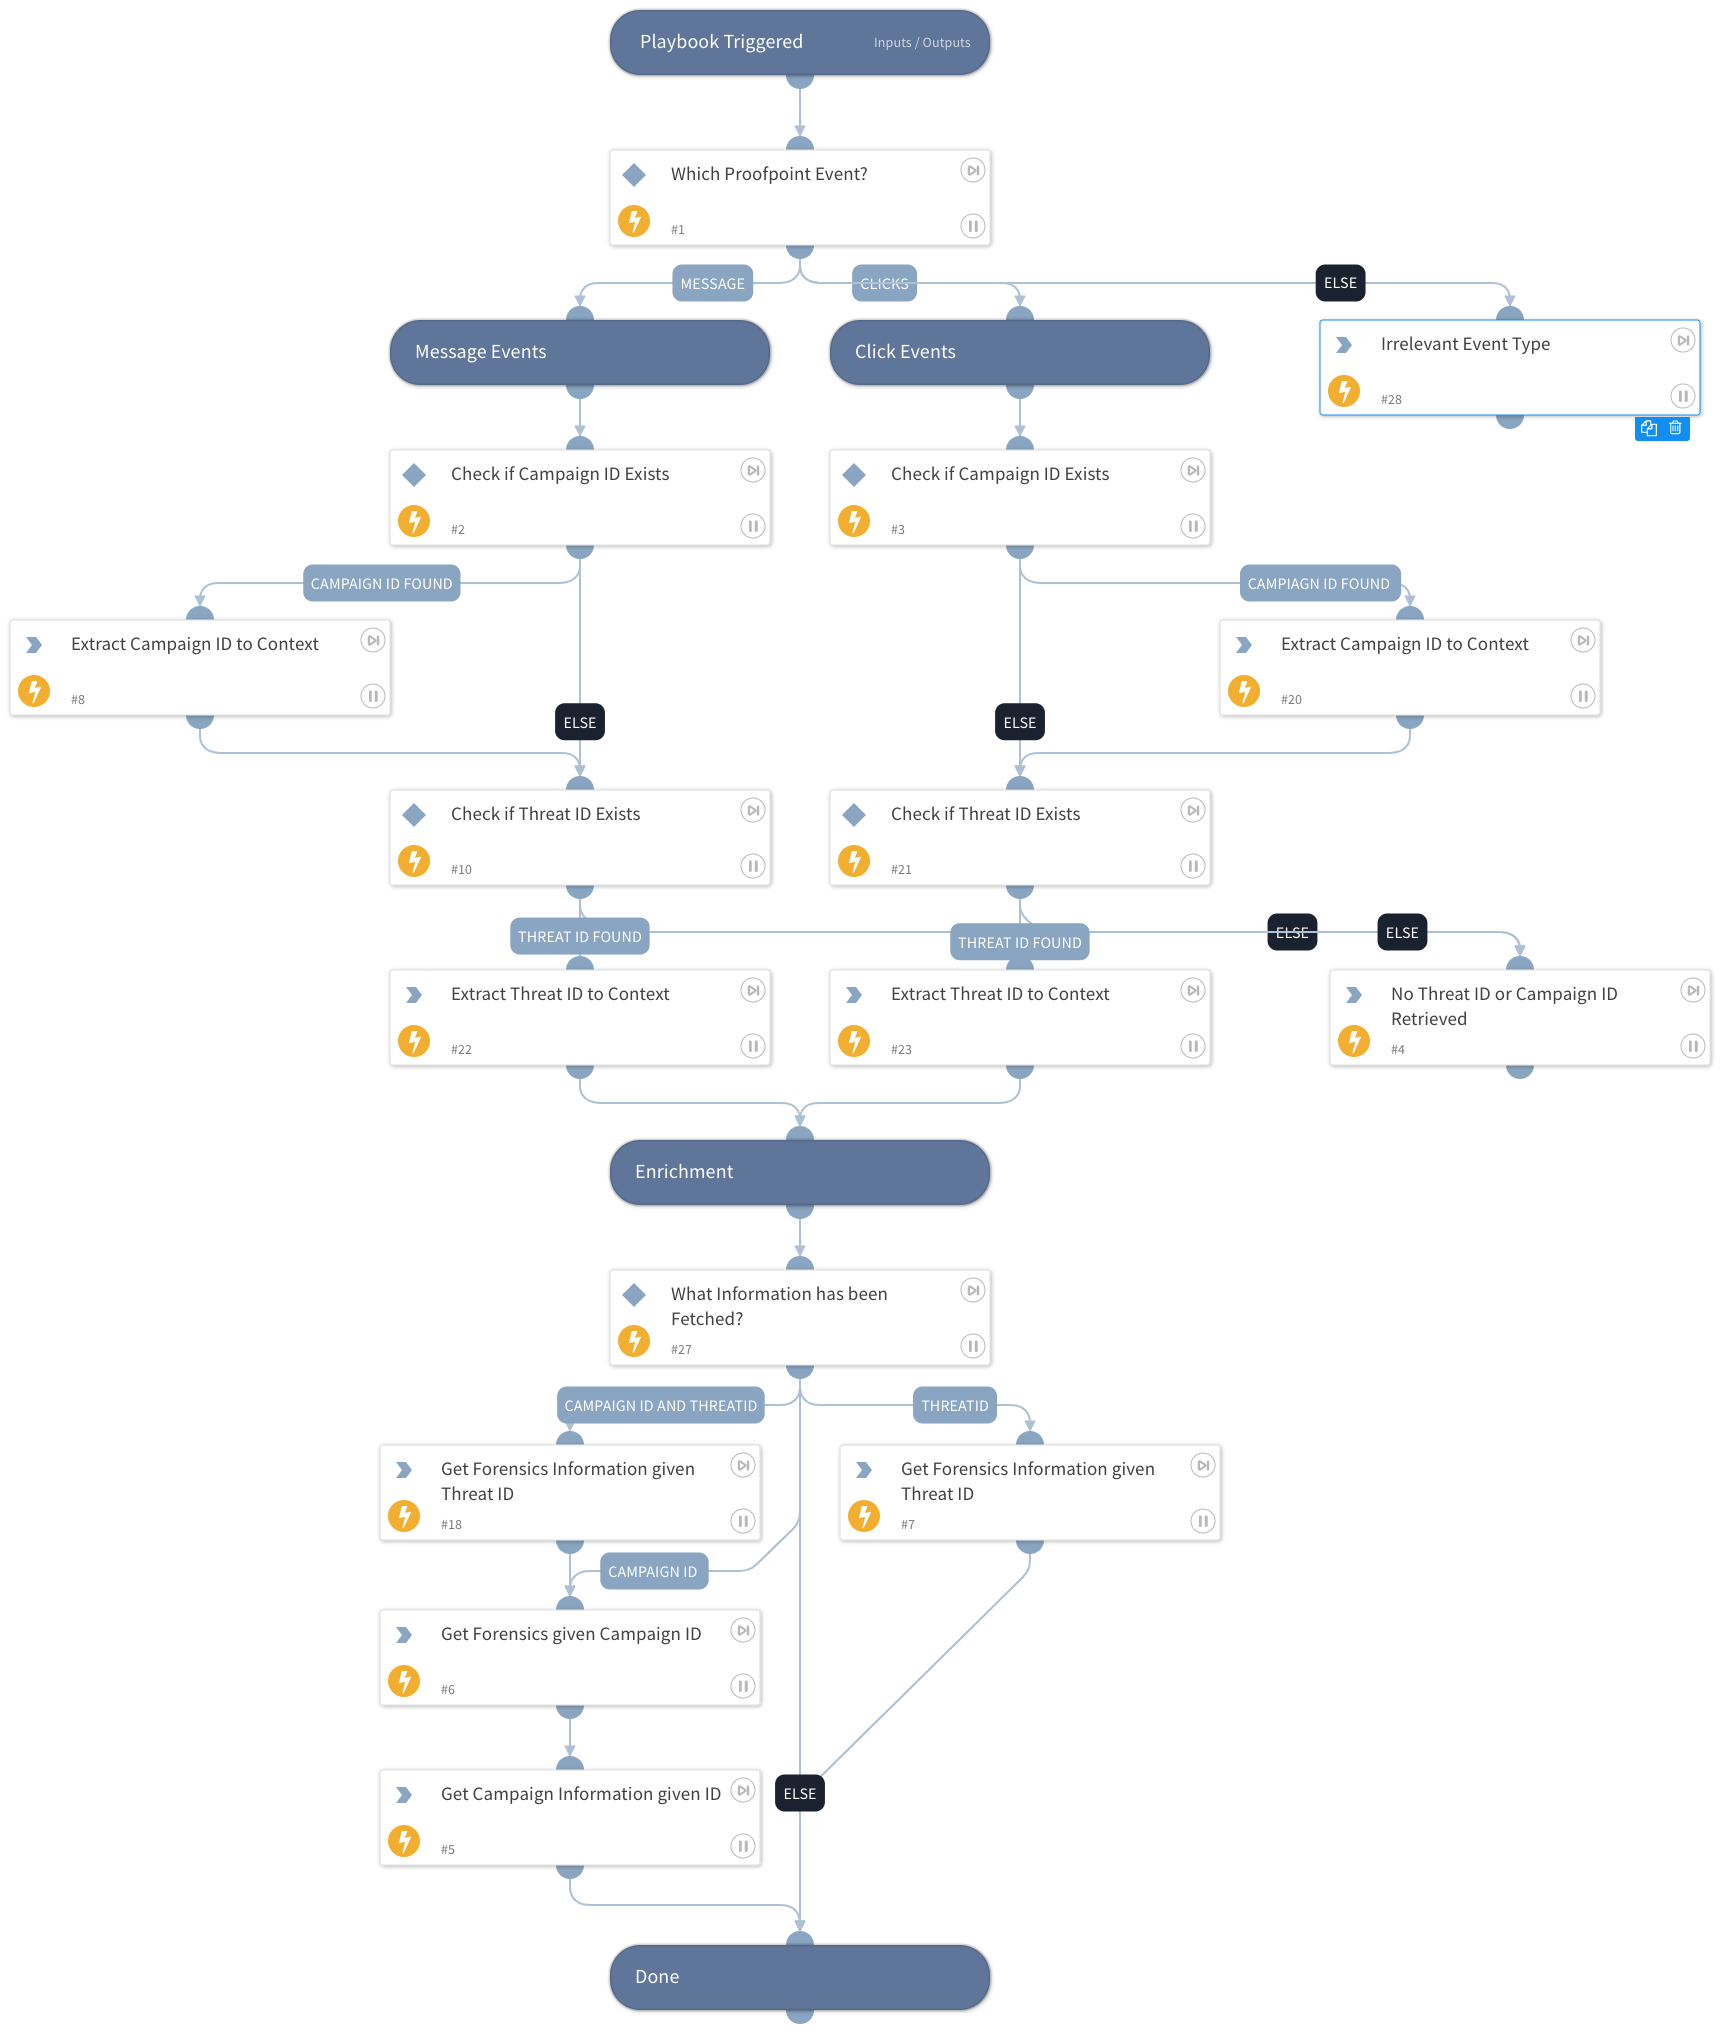 Playbook Triggered
Inputs / Outputs
Which Proofpoint Event?
#1
MESSAGE
CLICKS
ELSE
Message Events
Click Events
Irrelevant Event Type
#28
Check if Campaign ID Exists
#2
Check if Campaign ID Exists
#3
CAMPAIGN ID FOUND
CAMPIAGN ID FOUND
Extract Campaign ID to Context
#8
Extract Campaign ID to Context
#20
ELSE
ELSE
Check if Threat ID Exists
#10
Check if Threat ID Exists
#21
THREAT ID FOUND
THREAT ID FOUND
ELSE
ELSE
Extract Threat ID to Context
#22
Extract Threat ID to Context
#23
No Threat ID or Campaign ID
Retrieved
#4
Enrichment
What Information has been
Fetched?
#27
CAMPAIGN ID AND THREATID
THREATID
Get Forensics Information given
Threat ID
#18
Get Forensics Information given
Threat ID
#7
CAMPAIGN ID
Get Forensics given Campaign ID
#6
Get Campaign Information given ID
#5
ELSE
Done